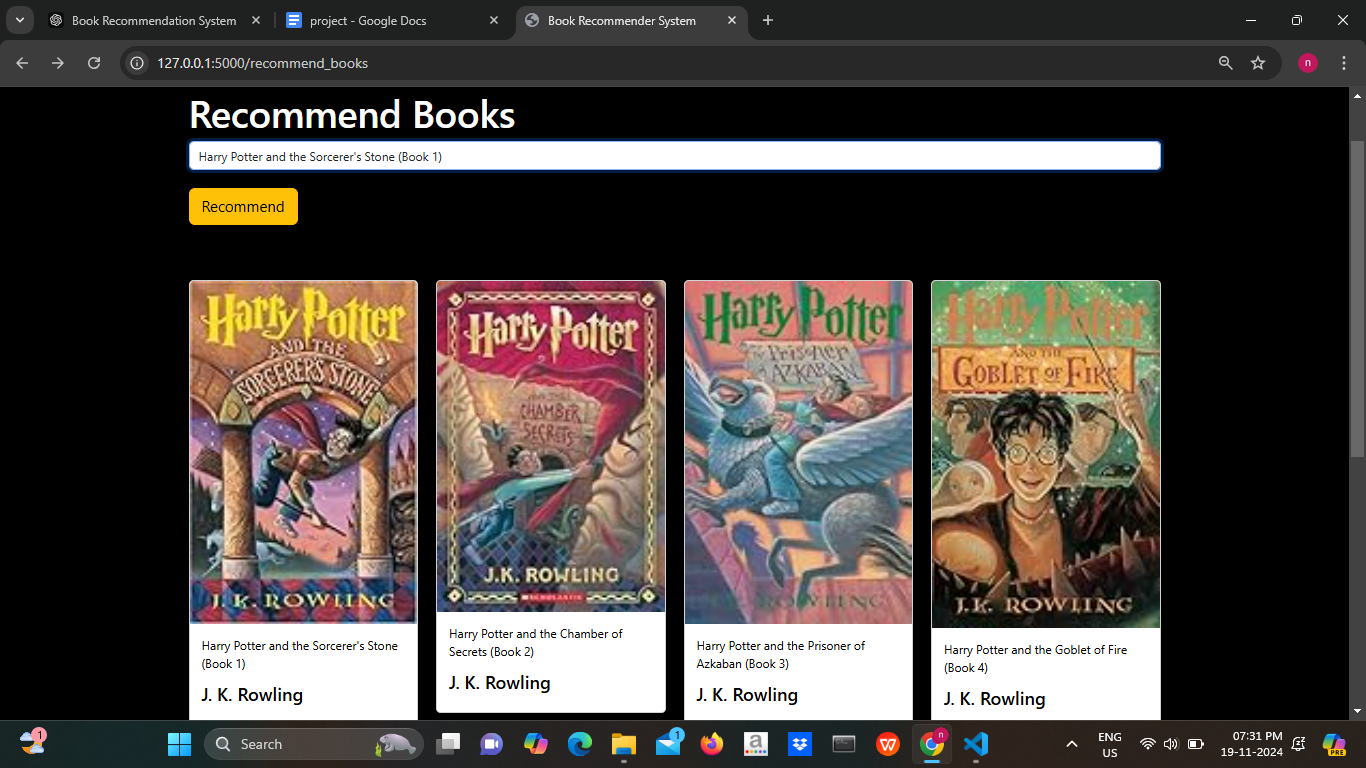 Book Recommendation System
project - Google Docs
Book Recommender System
127.0.0.1:5000/recommend_books
n
Recommend Books
Harry Potter and the Sorcerer's Stone (Book 1)
Recommend
Harry Potter
AND THE
SORCERER'S STONE
J. K. ROWLING
Harry Potter and the Sorcerer's Stone
(Book 1)
J. K. Rowling
Harry Potter
AND THE
CHAMBER
SECRETS
J.K. ROWLING
SCHOLASTIC
Harry Potter and the Chamber of
Secrets (Book 2)
J. K. Rowling
Harry Potter
Prisoner
AZKABAN
ROWLING
Harry Potter and the Prisoner of
Azkaban (Book 3)
J. K. Rowling
Harry Potter
AND THE
GOBLET OF FIRE
J.K. ROWLING
Harry Potter and the Goblet of Fire
(Book 4)
J. K. Rowling
1
Search
a
1
W
n
PRE
ENG
US
07:31 PM
19-11-2024